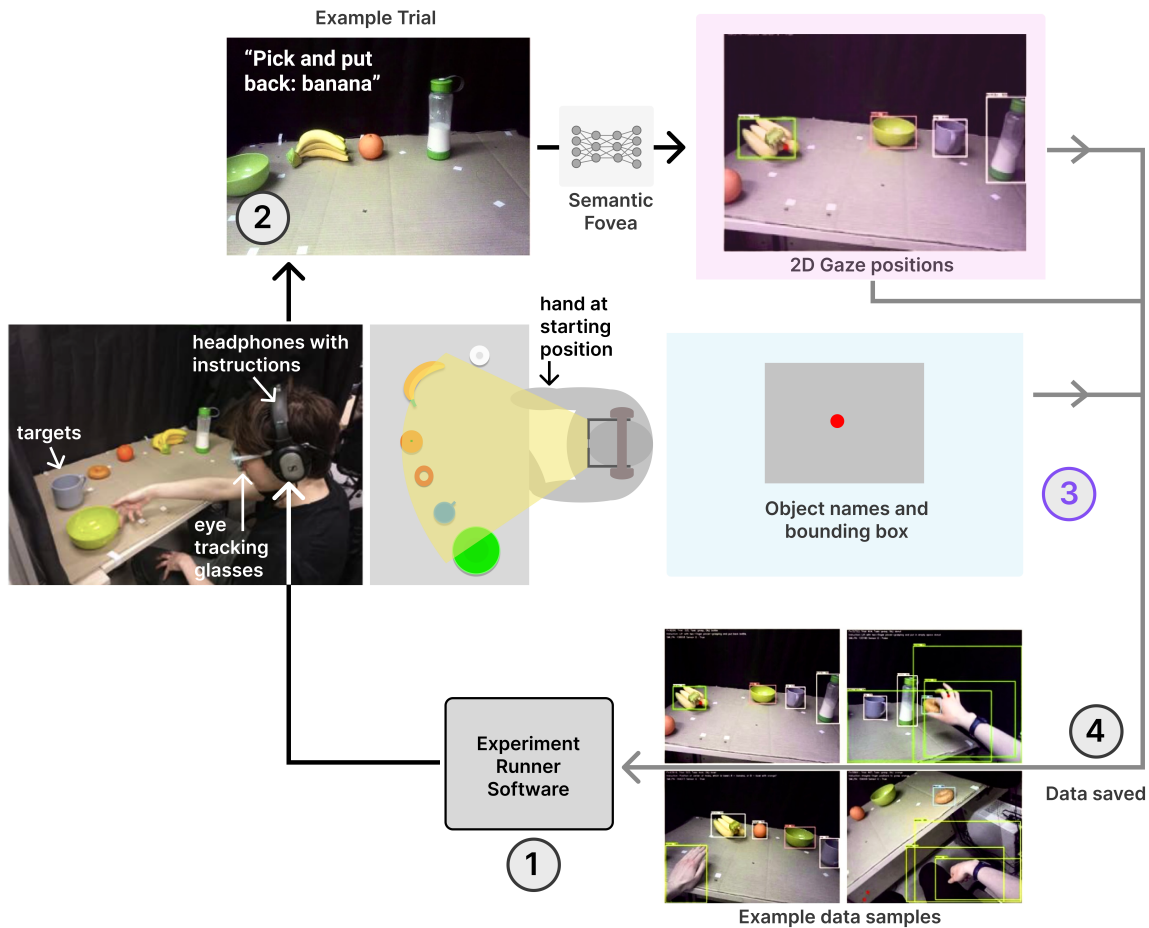 Example Trial
“Pick and put
back: banana”
2
Semantic
Fovea
2D Gaze positions
hand at
starting
position
headphones with
instructions
targets
eye
tracking
glasses
Object names and
bounding box
3
4
Experiment
Runner
Software
Data saved
1
Example data samples